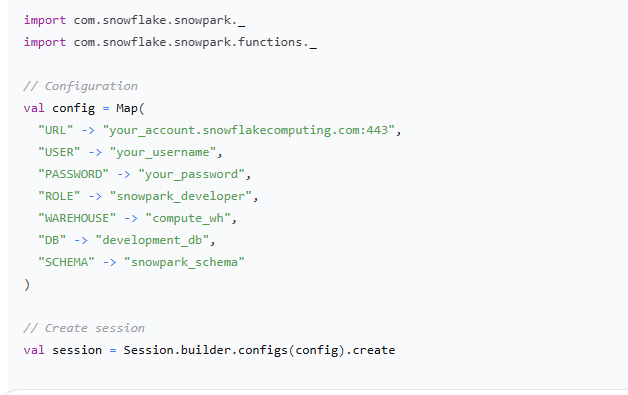 import com.snowflake.snowpark._
import com.snowflake.snowpark.functions._
// Configuration
val config = Map(
"URL" -> "your_account.snowflakecomputing.com:443",
"USER" -> "your_username",
"PASSWORD" -> "your_password",
"ROLE" -> "snowpark_developer",
"WAREHOUSE" -> "compute_wh",
"DB" -> "development_db",
"SCHEMA" -> "snowpark_schema"
)
// Create session
val session = Session.builder.configs(config).create